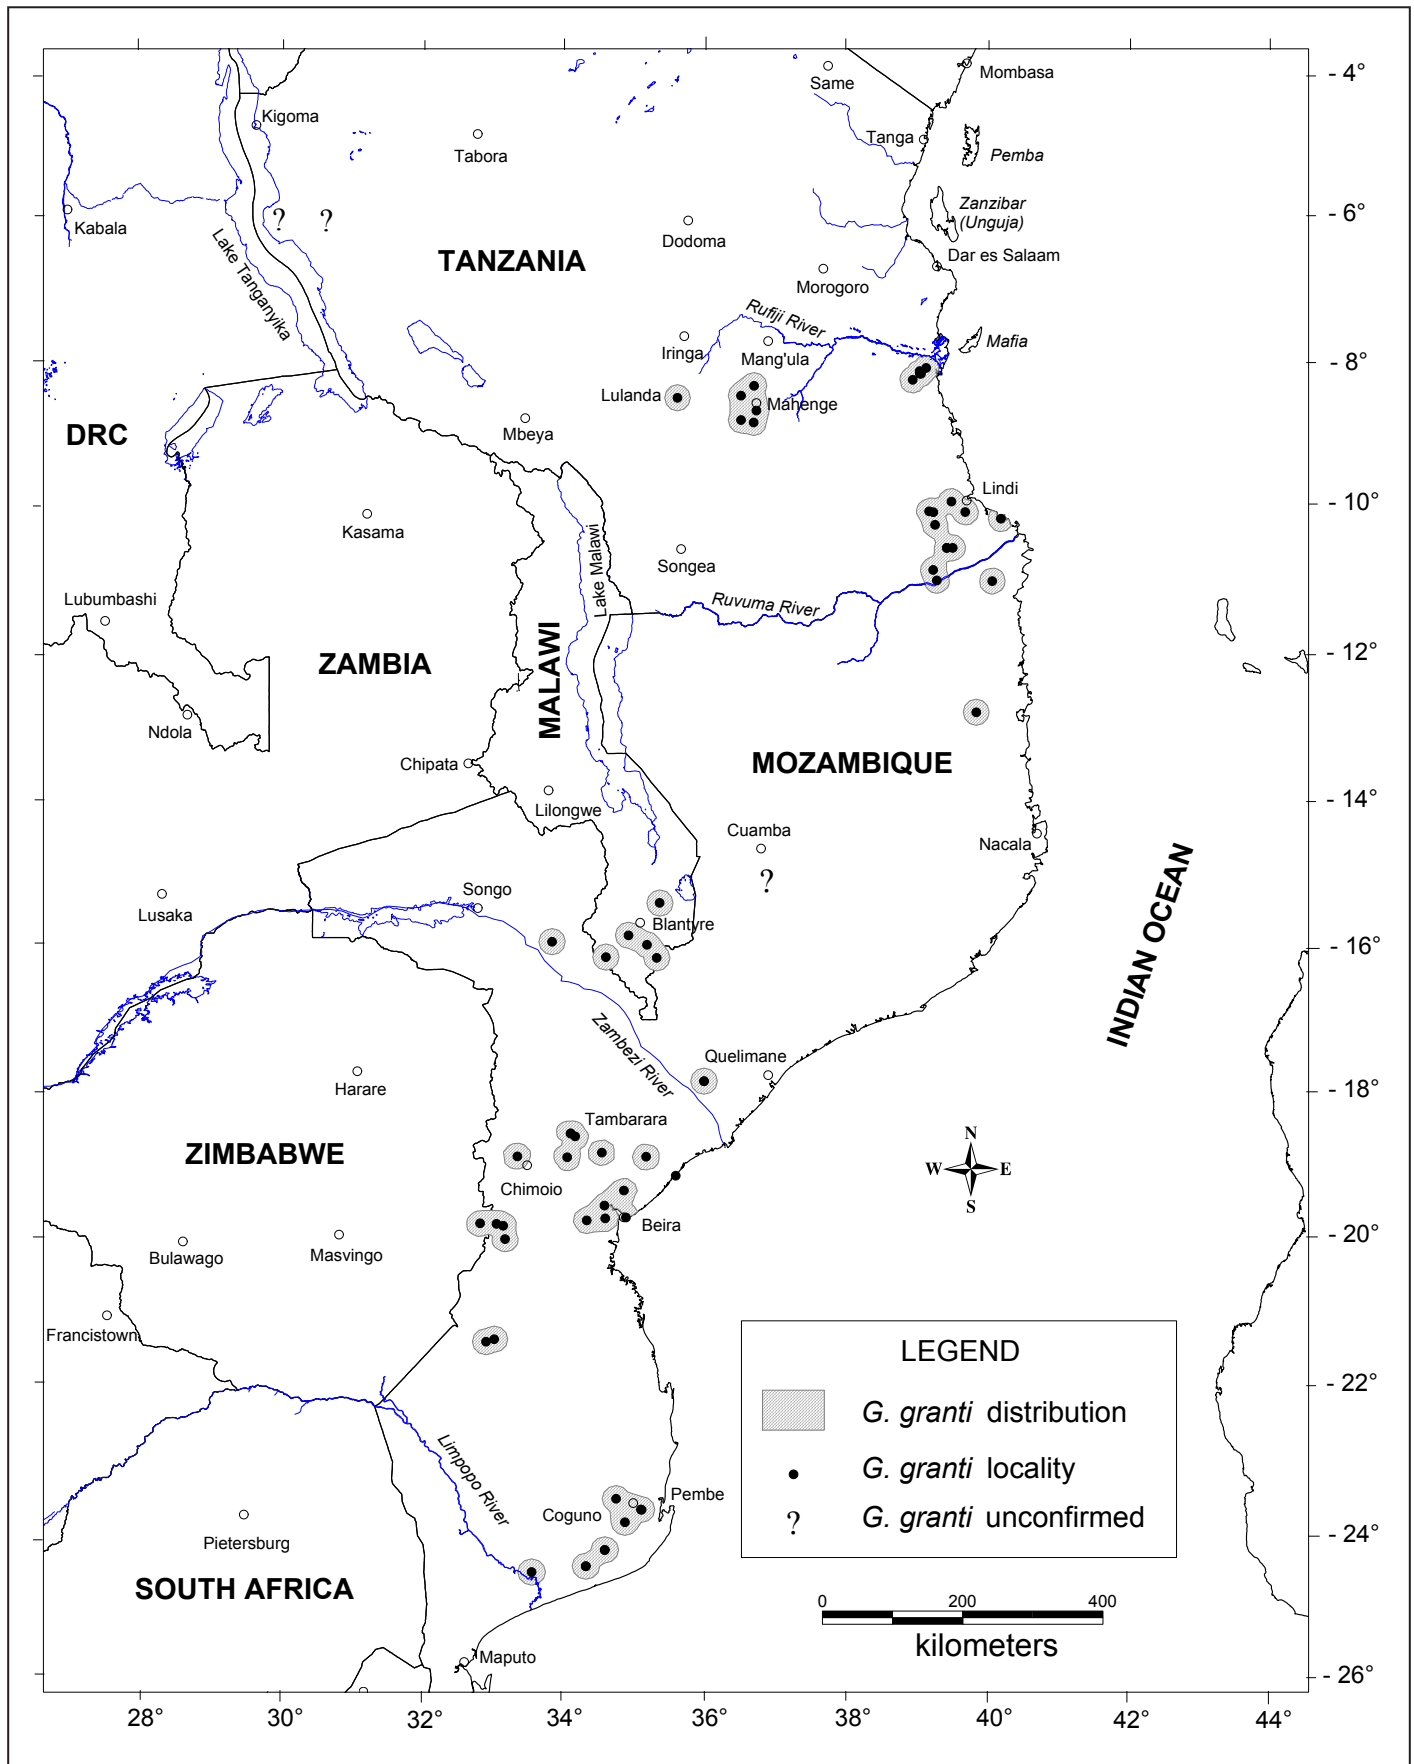 Same
Mombasa
- 4°
Kigoma
Tabora
Tanga
Pemba
Kabala
? ?
Zanzibar
(Unguja)
- 6°
Dodoma
Lake Tanganyika
TANZANIA
Dar es Salaam
Morogoro
Rufiji River
Iringa
Mang'ula
Mafia
- 8°
Lulanda
Mahenge
DRC
Mbeya
Lindi
- 10°
Kasama
Lake Malawi
Songea
Lubumbashi
Ruvuma River
ZAMBIA
MALAWI
- 12°
Ndola
Chipata
MOZAMBIQUE
Lilongwe
- 14°
Cuamba
Nacala
?
INDIAN OCEAN
Songo
Lusaka
Blantyre
- 16°
Zambezi River
Quelimane
Harare
- 18°
Tambarara
ZIMBABWE
N
W E
S
Chimoio
Beira
Bulawago
Masvingo
- 20°
Francistown
LEGEND
- 22°
G. granti distribution
Limpopo River
G. granti locality
Pembe
Coguno
? G. granti unconfirmed
Pietersburg
- 24°
SOUTH AFRICA
0 200 400
kilometers
Maputo
- 26°
28° 30° 32° 34° 36° 38° 40° 42° 44°